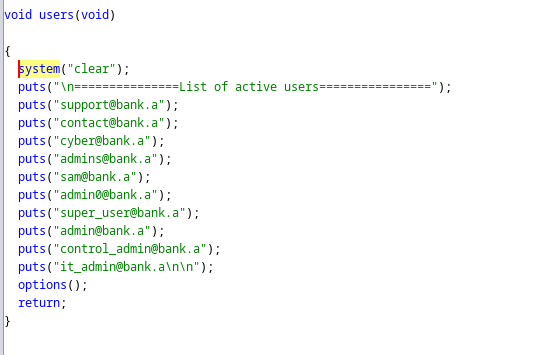 void users(void)
{
system("clear");
puts("\n===============List of active users================");
puts("support@bank.a");
puts("contact@bank.a");
puts("cyber@bank.a");
puts("admins@bank.a");
puts("sam@bank.a");
puts("admin0@bank.a");
puts("super_user@bank.a");
puts("admin@bank.a");
puts("control_admin@bank.a");
puts("it_admin@bank.a\n\n");
options();
return;
}